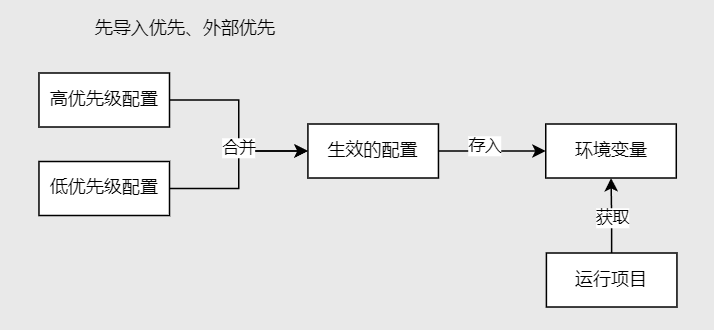 先导入优先、外部优先
高优先级配置
合并
低优先级配置
生效的配置
存入
环境变量
获取
运行项目